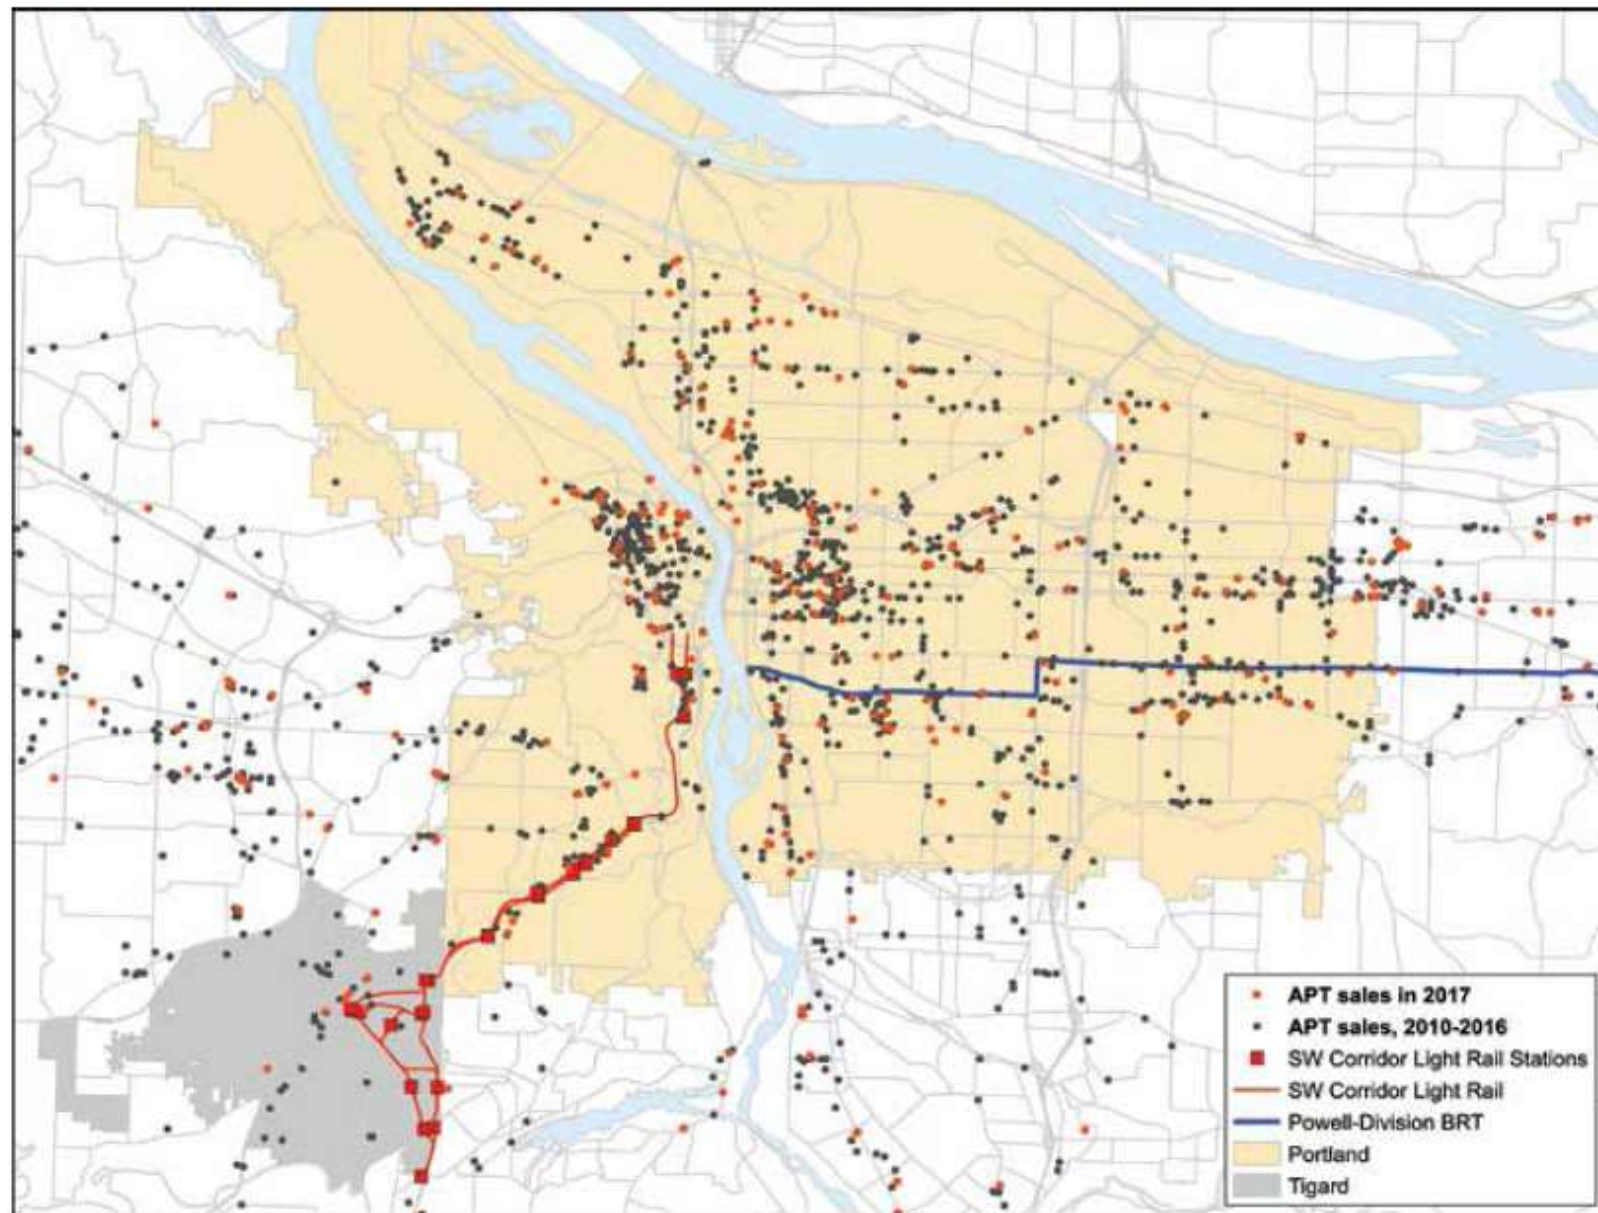 APT sales in 2017
APT sales, 2010-2016
SW Corridor Light Rail Stations
SW Corridor Light Rail
Powell-Division BRT
Portland
Tigard